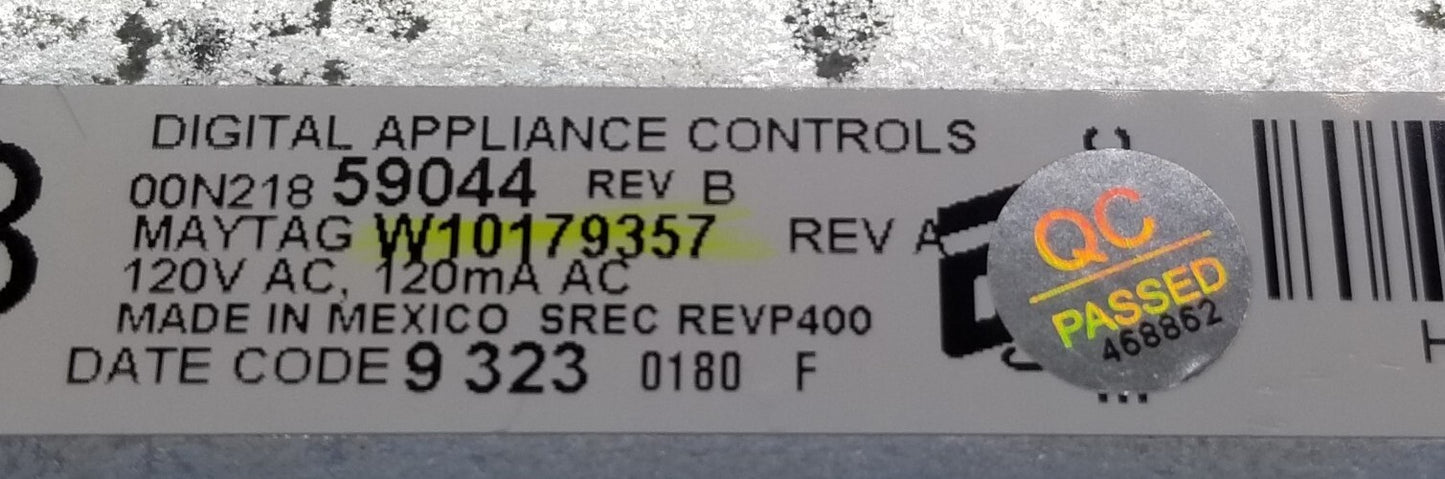 DIGITAL APPLIANCE CONTROLS
00N218 59044 REV B
MAYTAG W10179357 REV A
120V AC, 120mA AC
MADE IN MEXICO SREC REVP400
DATE CODE 9 323 0180 F
QC
PASSED
468862
H